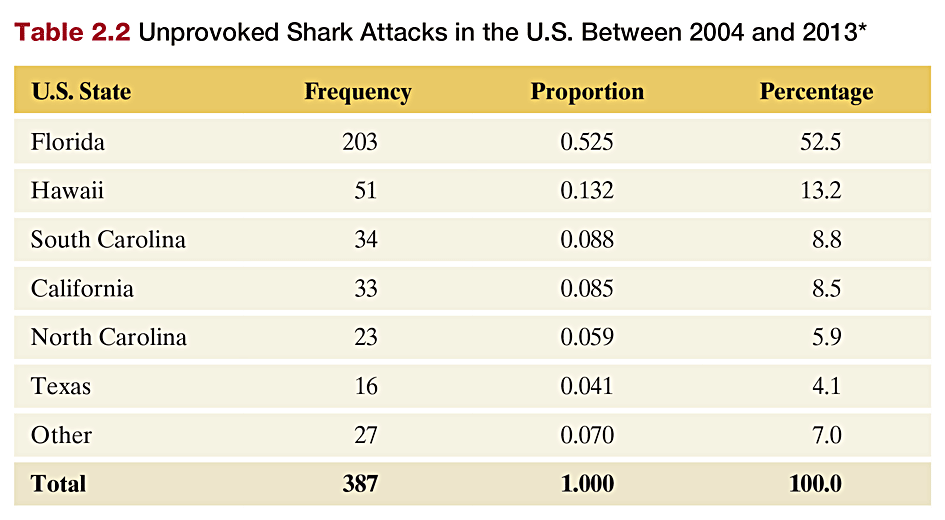 Table 2.2 Unprovoked Shark Attacks in the U.S. Between 2004 and 2013*
U.S. State Frequency Proportion Percentage
Florida 203 0.525 52.5
Hawaii 51 0.132 13.2
South Carolina 34 0.088 8.8
California 33 0.085 8.5
North Carolina 23 0.059 5.9
Texas 16 0.041 4.1
Other 27 0.070 7.0
Total 387 1.000 100.0